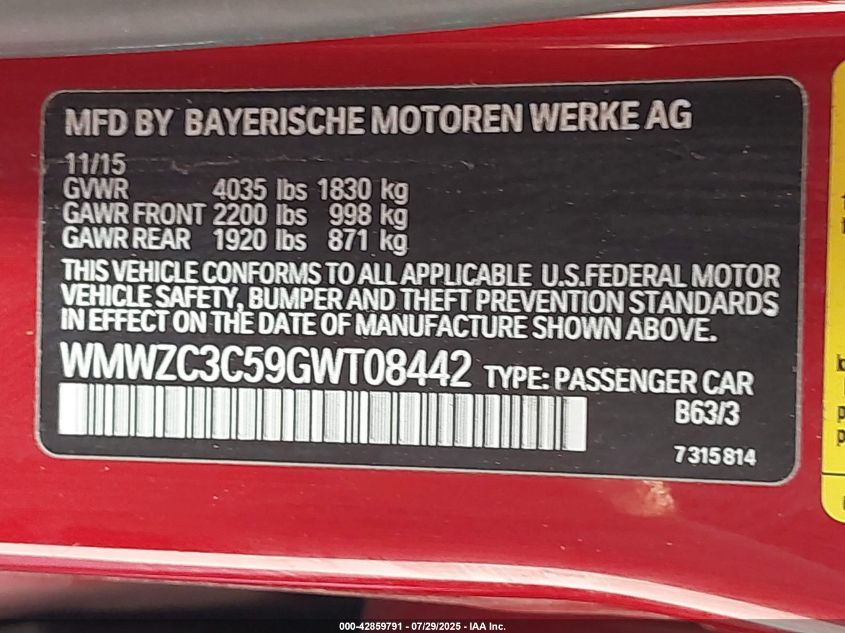 MFD BY BAYERISCHE MOTOREN WERKE AG
11/15
GVWR 4035 lbs 1830 kg
GAWR FRONT 2200 lbs 998 kg
GAWR REAR 1920 lbs 871 kg
THIS VEHICLE CONFORMS TO ALL APPLICABLE U.S.FEDERAL MOTOR
VEHICLE SAFETY, BUMPER AND THEFT PREVENTION STANDARDS
IN EFFECT ON THE DATE OF MANUFACTURE SHOWN ABOVE.
WMWZC3C59GWT08442 TYPE: PASSENGER CAR
B63/3
7315814
000-42859791 - 07/29/2025 - IAA Inc.